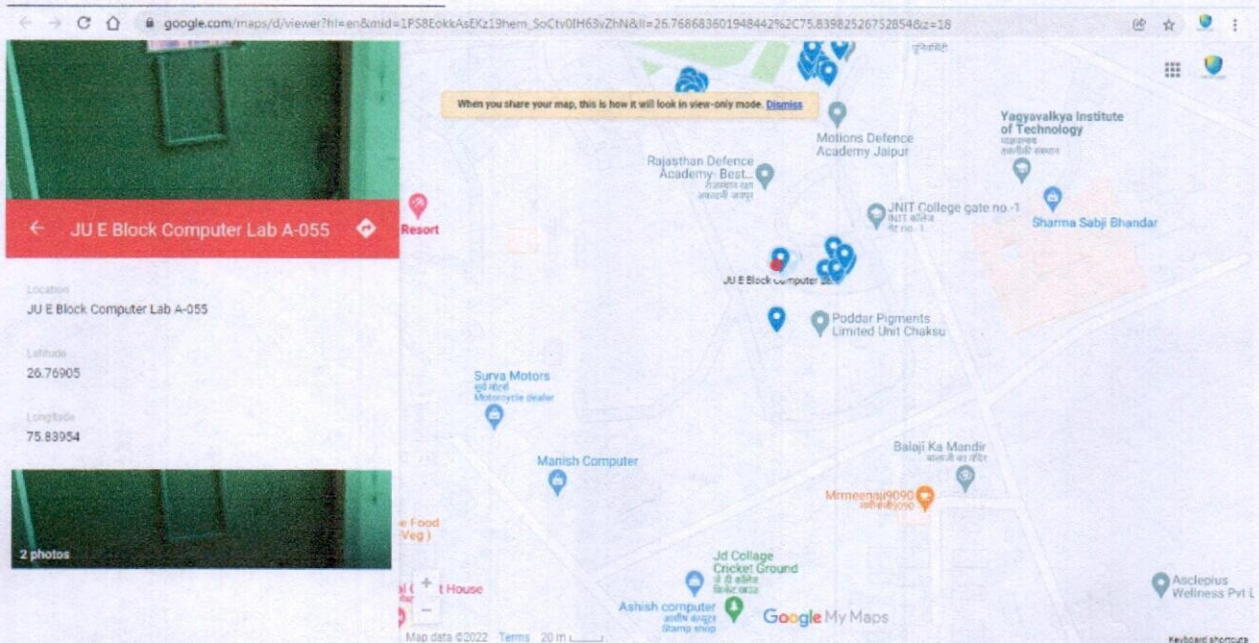 google.com/maps/d/viewer?hl=en&mid=1PS8EokkAsEKz19hem_SoCtv0IH63vZhN&ll=26.768683601948442%2C75.83982526752854&z=18
When you share your map, this is how it will look in view-only mode. Dismiss
JU E Block Computer Lab A-055
Location
JU E Block Computer Lab A-055
Latitude
26.76905
Longitude
75.83954
2 photos
Resort
Motions Defence
Academy Jaipur
Yagyavalkya Institute
of Technology
Rajasthan Defence
Academy- Best...
JNIT College gate no.-1
Sharma Sabji Bhandar
JU E Block Computer
Poddar Pigments
Limited Unit Chaksu
Surya Motors
Motorcycle dealer
Manish Computer
Balaji Ka Mandir
बालाजी का मंदिर
Mrmeenaji9090
e Food
Veg )
Jd Collage
Cricket Ground
t House
Ashish computer
Stamp shop
Asclepius
Wellness Pvt L
Google My Maps
Map data ©2022 Terms 20 m
Keyboard shortcuts